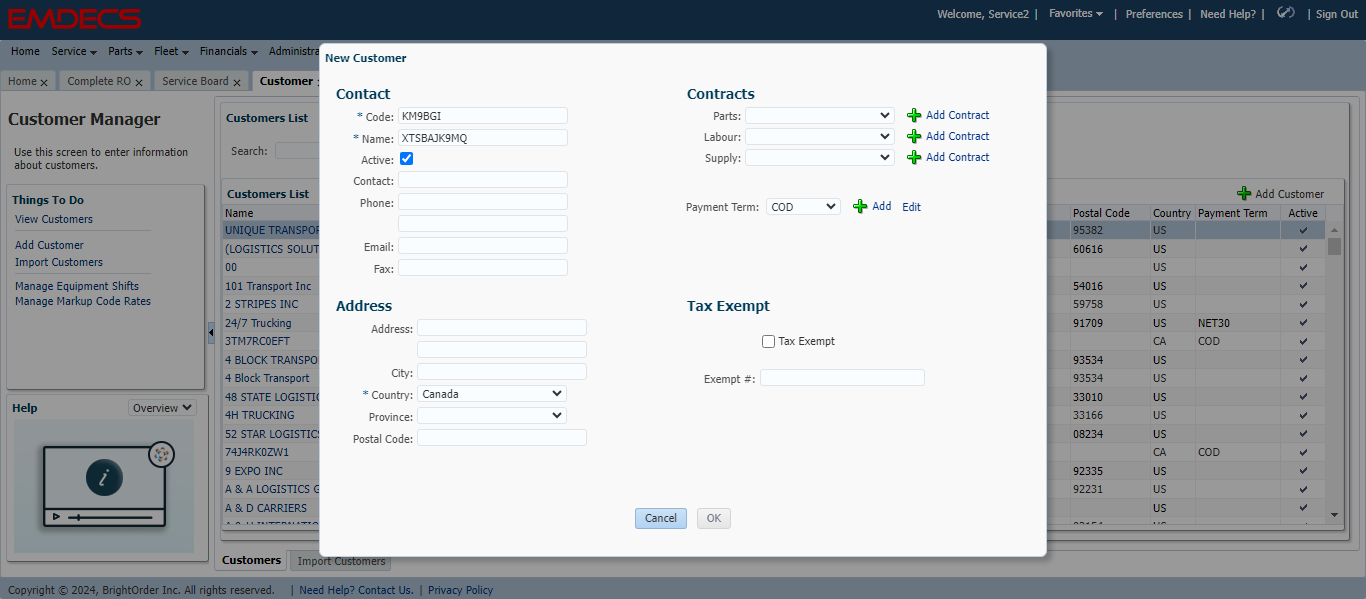 EMDECS
Welcome, Service2 | Favorites | Preferences | Need Help? | | Sign Out
Home Service Parts Fleet Financials
Home x Complete RO x Service Board x Customer
Customer Manager
Use this screen to enter information
about customers.
Things To Do
View Customers
Add Customer
Import Customers
Manage Equipment Shifts
Manage Markup Code Rates
Help Overview
i
Customers List
Search:
Customers List
Add Customer
Name Postal Code Country Payment Term Active
UNIQUE TRANSPOR 95382 US
(LOGISTICS SOLUT 60616 US
00 US
101 Transport Inc 54016 US
2 STRIPES INC 59758 US
24/7 Trucking 91709 US NET30
3TM7RC0EFT CA COD
4 BLOCK TRANSPO 93534 US
4 Block Transport 93534 US
48 STATE LOGISTIC 33010 US
4H TRUCKING 33166 US
52 STAR LOGISTICS 08234 US
74J4RK0ZW1 CA COD
9 EXPO INC 92335 US
A & A LOGISTICS G 92231 US
A & D CARRIERS US
Customers Import Customers
New Customer
Contact
* Code: KM9BGI
* Name: XTSBAJK9MQ
Active:
Contact:
Phone:
Email:
Fax:
Contracts
Parts: Add Contract
Labour: Add Contract
Supply: Add Contract
Payment Term: COD Add Edit
Address
Address:
City:
* Country: Canada
Province:
Postal Code:
Tax Exempt
Tax Exempt
Exempt #:
Cancel OK
Copyright © 2024, BrightOrder Inc. All rights reserved. | Need Help? Contact Us. | Privacy Policy